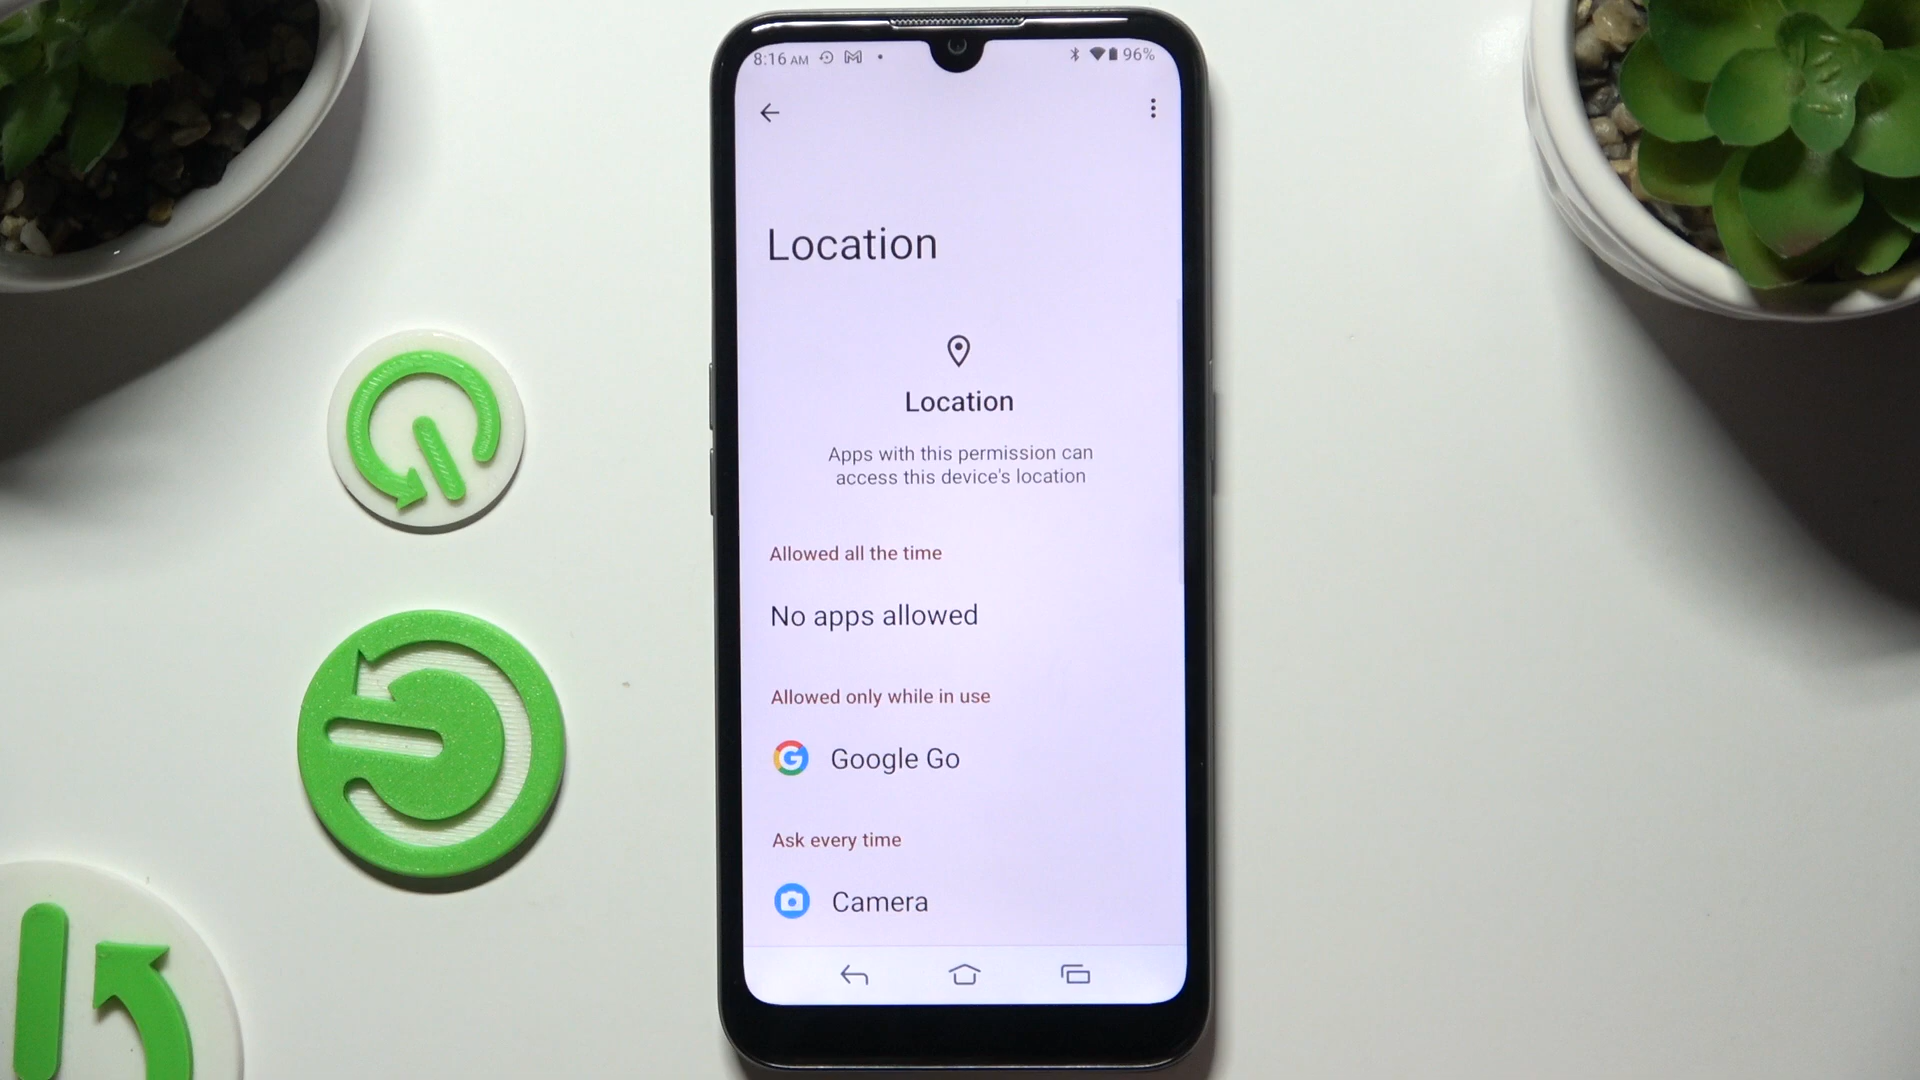 8:16 AM
96%
Location
Location
Apps with this permission can
access this device's location
Allowed all the time
No apps allowed
Allowed only while in use
Google Go
Ask every time
Camera